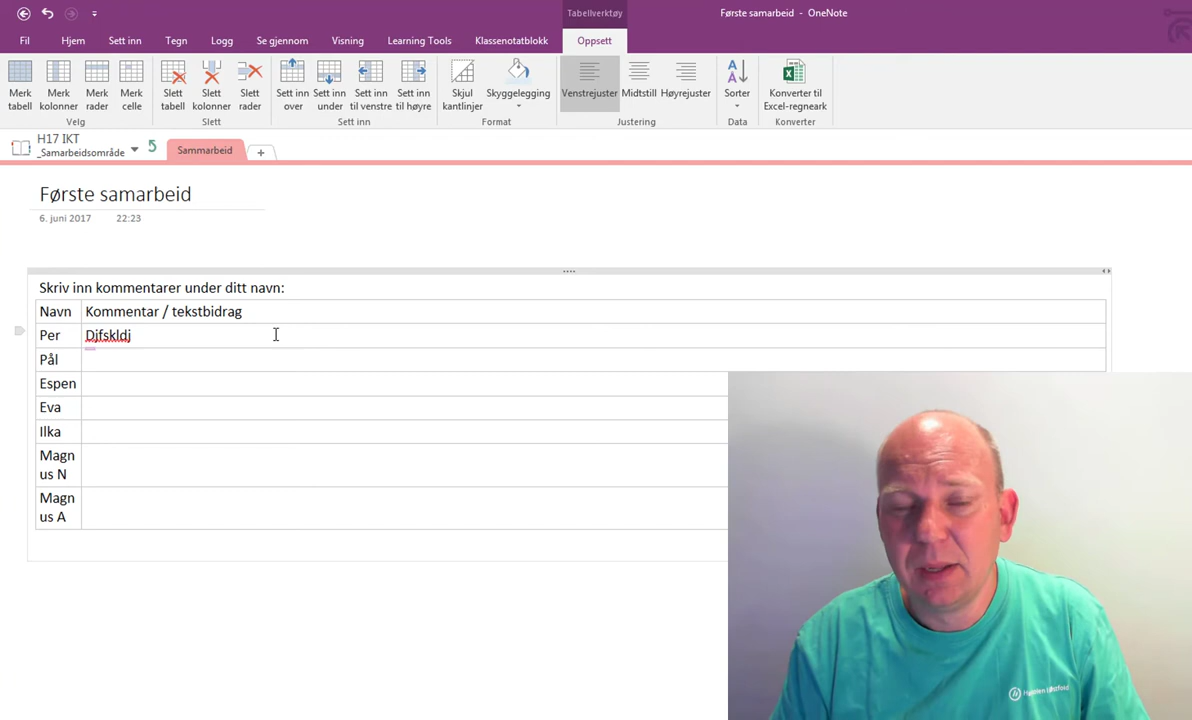 Tabellverktøy
Første samarbeid - OneNote
Fil Hjem Sett inn Tegn Logg Se gjennom Visning Learning Tools Klassenotatblokk Oppsett
Merk tabell
Merk kolonner
Merk rader
Merk celle
Velg
Slett tabell
Slett kolonner
Slett rader
Slett
Sett inn over
Sett inn under
Sett inn til venstre
Sett inn til høyre
Sett inn
Skjul kantlinjer
Skyggelegging
Format
Venstrejuster
Midtstill
Høyrejuster
Justering
Sorter
Data
Konverter til Excel-regneark
Konverter
H17 IKT
_Samarbeidsområde
Sammarbeid
Første samarbeid
6. juni 2017 22:23
Skriv inn kommentarer under ditt navn:
Navn Kommentar / tekstbidrag
Per Djfskldj
Pål
Espen
Eva
Ilka
Magn
us N
Magn
us A